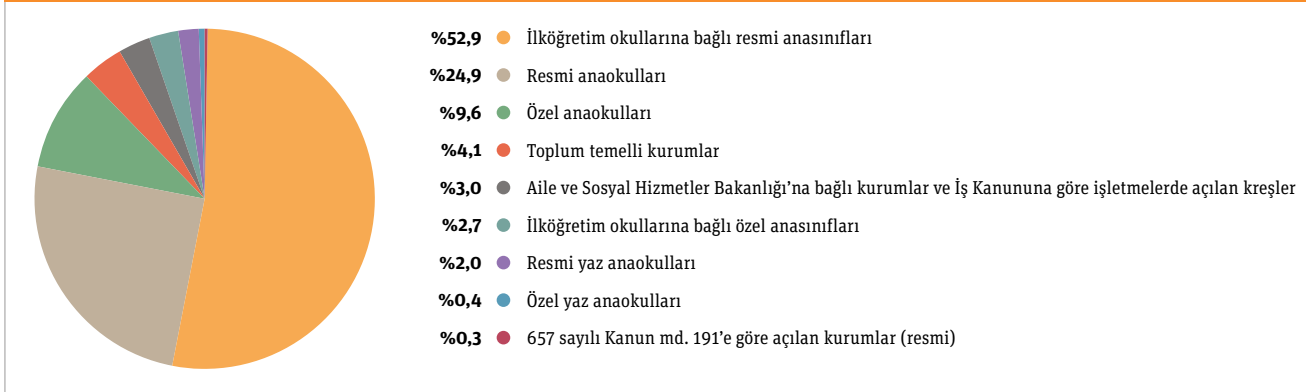 %52,9 İlköğretim okullarına bağlı resmi anasınıfları
%24,9 Resmi anaokulları
%9,6 Özel anaokulları
%4,1 Toplum temelli kurumlar
%3,0 Aile ve Sosyal Hizmetler Bakanlığı’na bağlı kurumlar ve İş Kanununa göre işletmelerde açılan kreşler
%2,7 İlköğretim okullarına bağlı özel anasınıfları
%2,0 Resmi yaz anaokulları
%0,4 Özel yaz anaokulları
%0,3 657 sayılı Kanun md. 191’e göre açılan kurumlar (resmi)